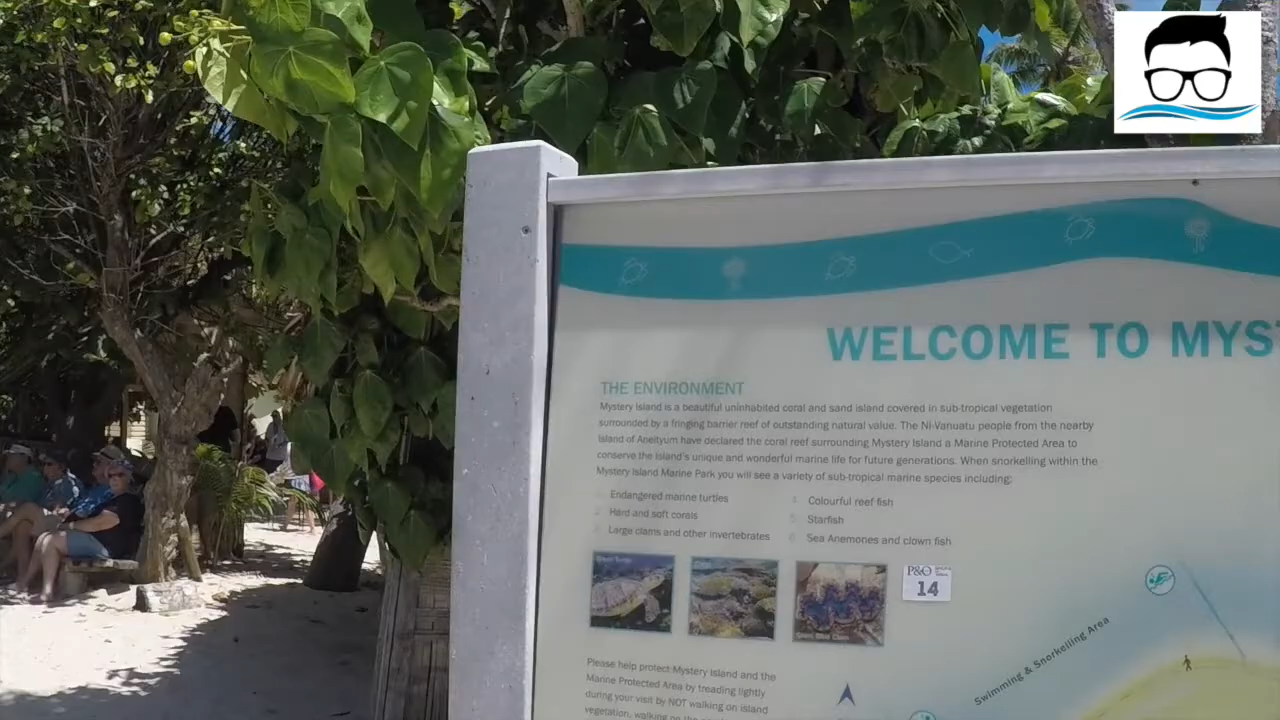 WELCOME TO MYS
THE ENVIRONMENT
Mystery Island is a beautiful uninhabited coral and sand island covered in sub-tropical vegetation
surrounded by a fringing barrier reef of outstanding natural value. The Ni-Vanuatu people from the nearby
island of Aneityum have declared the coral reef surrounding Mystery Island a Marine Protected Area to
conserve the island's unique and wonderful marine life for future generations. When snorkelling within the
Mystery Island Marine Park you will see a variety of sub-tropical marine species including:
Endangered marine turtles
Hard and soft corals
Large clams and other invertebrates
Colourful reef fish
Starfish
Sea Anemones and clown fish
P&O
14
Please help protect Mystery Island and the
Marine Protected Area by treading lightly
during your visit by NOT walking on island
vegetation, walking on the
Swimming & Snorkelling Area